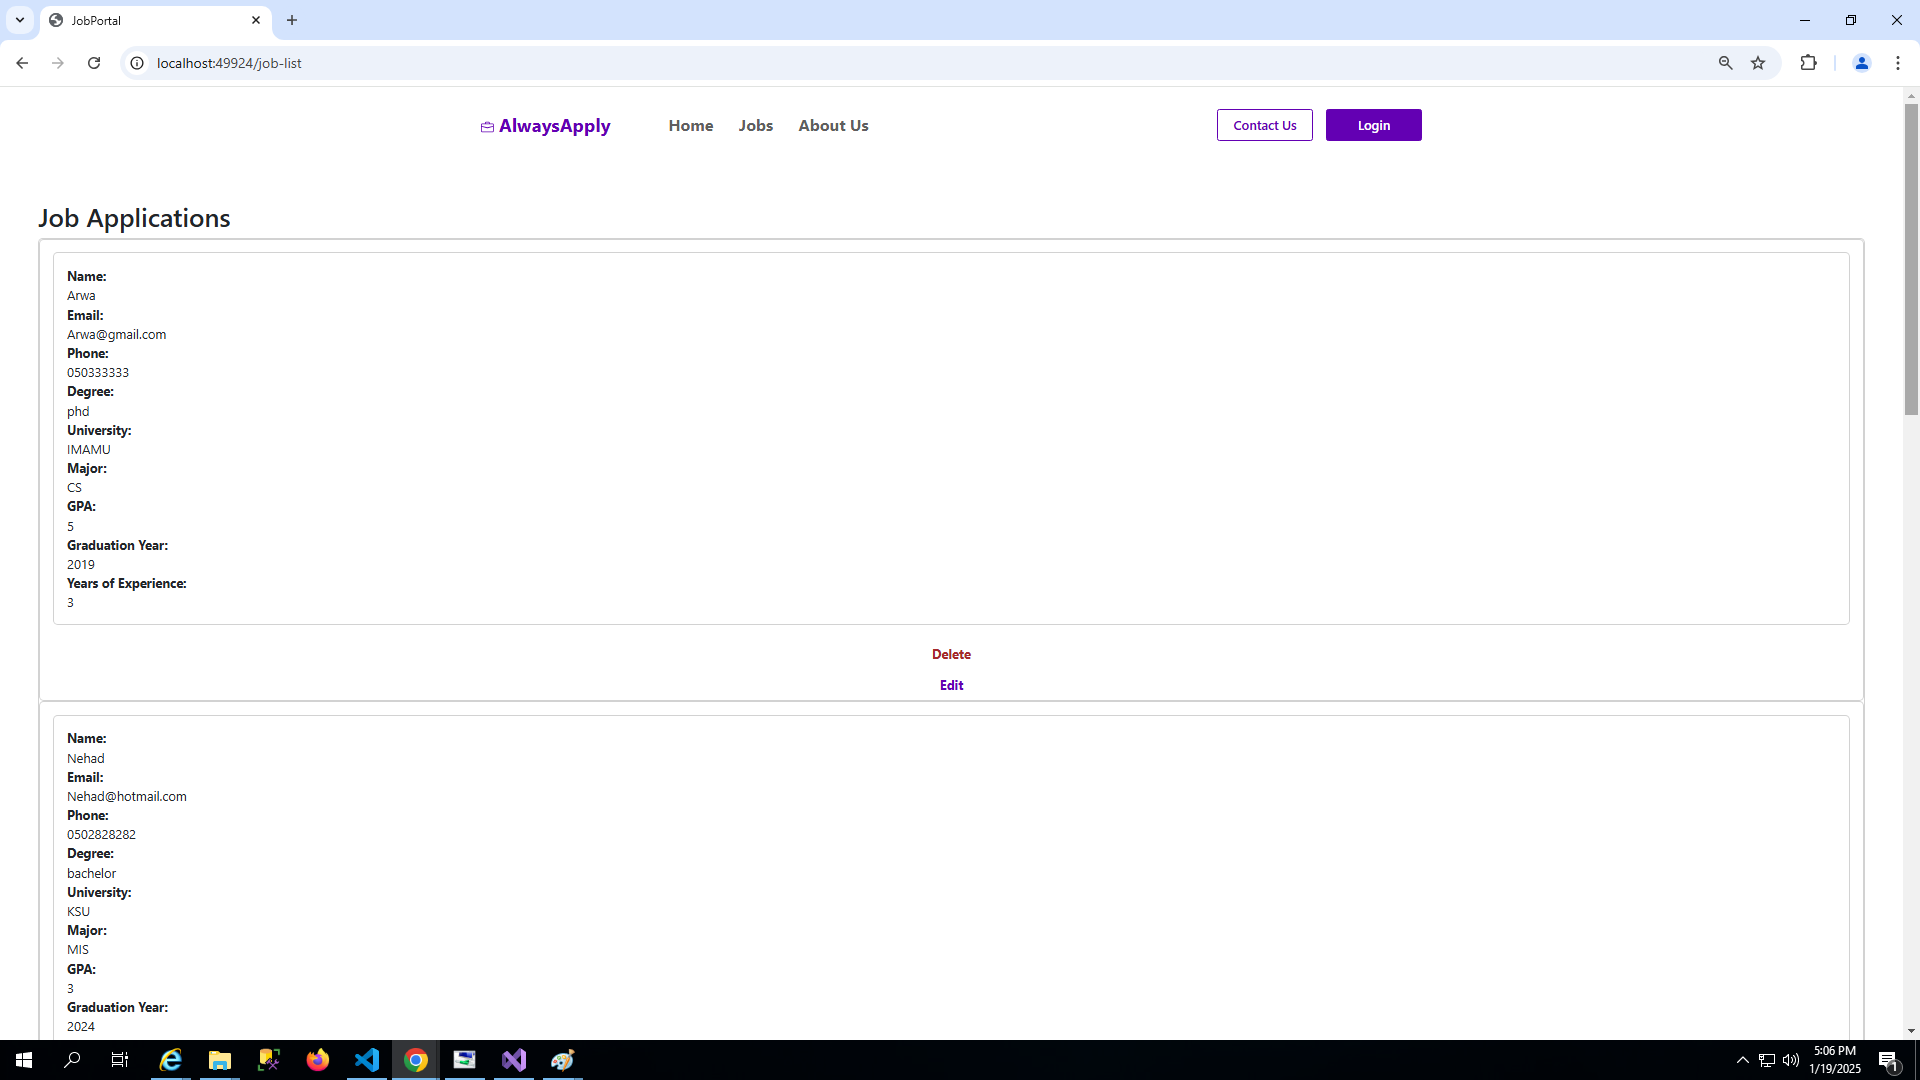 JobPortal
localhost:49924/job-list
AlwaysApply
Home
Jobs
About Us
Contact Us
Login
Job Applications
Name:
Arwa
Email:
Arwa@gmail.com
Phone:
050333333
Degree:
phd
University:
IMAMU
Major:
CS
GPA:
5
Graduation Year:
2019
Years of Experience:
3
Delete
Edit
Name:
Nehad
Email:
Nehad@hotmail.com
Phone:
0502828282
Degree:
bachelor
University:
KSU
Major:
MIS
GPA:
3
Graduation Year:
2024
5:06 PM
1/19/2025
1